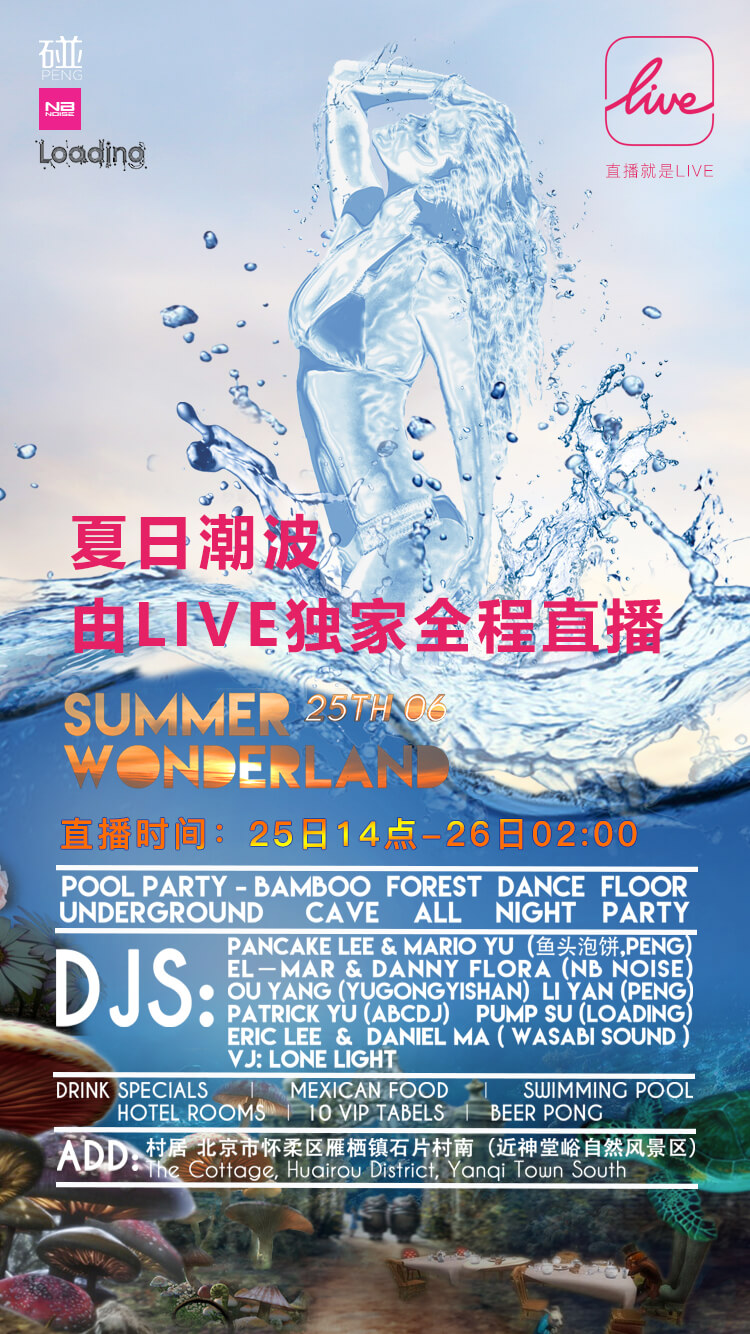 碰
PENG
NB
NOISE
Loading
live
直播就是LIVE
夏日潮波
由LIVE独家全程直播
SUMMER 25TH 06
WONDERLAND
直播时间：25日14点-26日02:00
POOL PARTY - BAMBOO FOREST DANCE FLOOR
UNDERGROUND CAVE ALL NIGHT PARTY
DJS:
PANCAKE LEE & MARIO YU (鱼头泡饼,PENG)
EL-MAR & DANNY FLORA (NB NOISE)
OU YANG (YUGONGYISHAN) LI YAN (PENG)
PATRICK YU (ABCDJ) PUMP SU (LOADING)
ERIC LEE & DANIEL MA ( WASABI SOUND )
VJ: LONE LIGHT
DRINK SPECIALS | MEXICAN FOOD | SWIMMING POOL
HOTEL ROOMS | 10 VIP TABELS | BEER PONG
ADD: 村居 北京市怀柔区雁栖镇石片村南（近神堂峪自然风景区）
The Cottage, Huairou District, Yanqi Town South